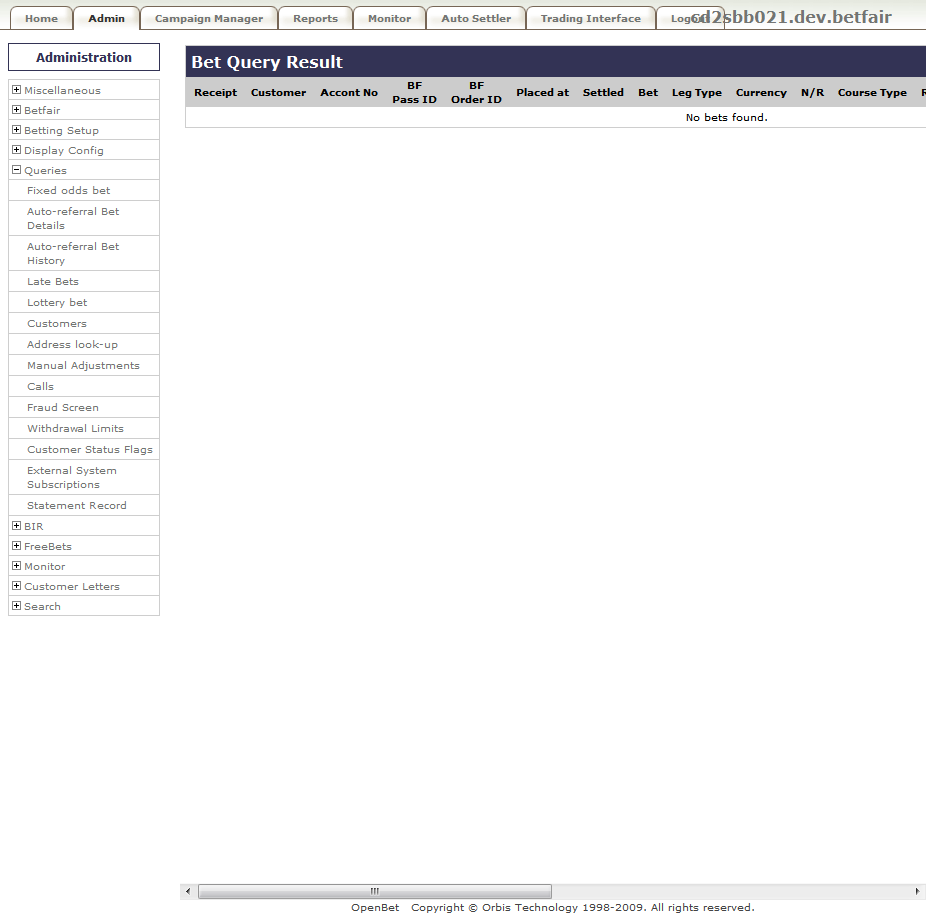 Home Admin Campaign Manager Reports Monitor Auto Settler Trading Interface cd2sbb021.dev.betfair
Administration
Miscellaneous
Betfair
Betting Setup
Display Config
Queries
Fixed odds bet
Auto-referral Bet
Details
Auto-referral Bet
History
Late Bets
Lottery bet
Customers
Address look-up
Manual Adjustments
Calls
Fraud Screen
Withdrawal Limits
Customer Status Flags
External System
Subscriptions
Statement Record
BIR
FreeBets
Monitor
Customer Letters
Search
Bet Query Result
Receipt Customer Accont No BF Pass ID BF Order ID Placed at Settled Bet Leg Type Currency N/R Course Type
No bets found.
OpenBet Copyright © Orbis Technology 1998-2009. All rights reserved.